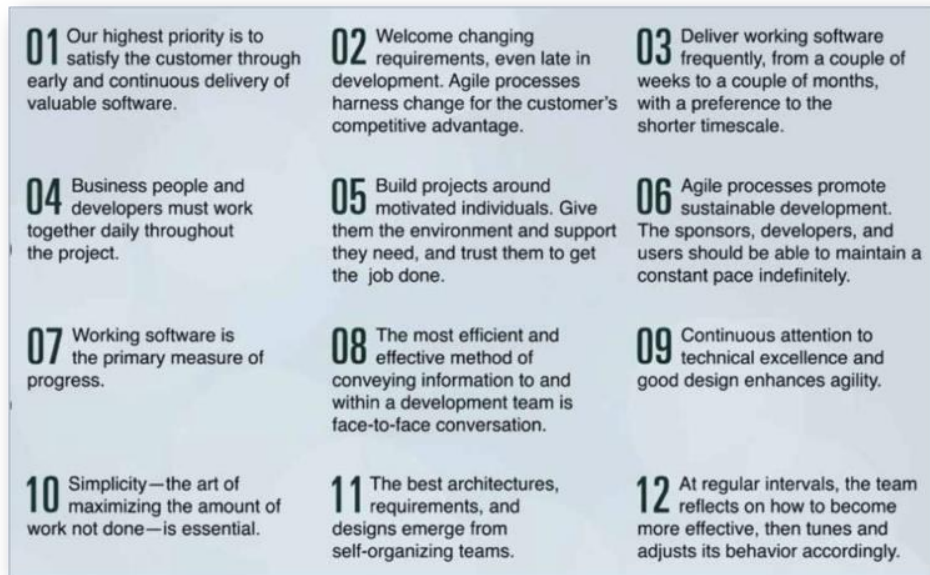 01 Our highest priority is to
satisfy the customer through
early and continuous delivery of
valuable software.
02 Welcome changing
requirements, even late in
development. Agile processes
harness change for the customer's
competitive advantage.
03 Deliver working software
frequently, from a couple of
weeks to a couple of months,
with a preference to the
shorter timescale.
04 Business people and
developers must work
together daily throughout
the project.
05 Build projects around
motivated individuals. Give
them the environment and support
they need, and trust them to get
the job done.
06 Agile processes promote
sustainable development.
The sponsors, developers, and
users should be able to maintain a
constant pace indefinitely.
07 Working software is
the primary measure of
progress.
08 The most efficient and
effective method of
conveying information to and
within a development team is
face-to-face conversation.
09 Continuous attention to
technical excellence and
good design enhances agility.
10 Simplicity—the art of
maximizing the amount of
work not done—is essential.
11 The best architectures,
requirements, and
designs emerge from
self-organizing teams.
12 At regular intervals, the team
reflects on how to become
more effective, then tunes and
adjusts its behavior accordingly.